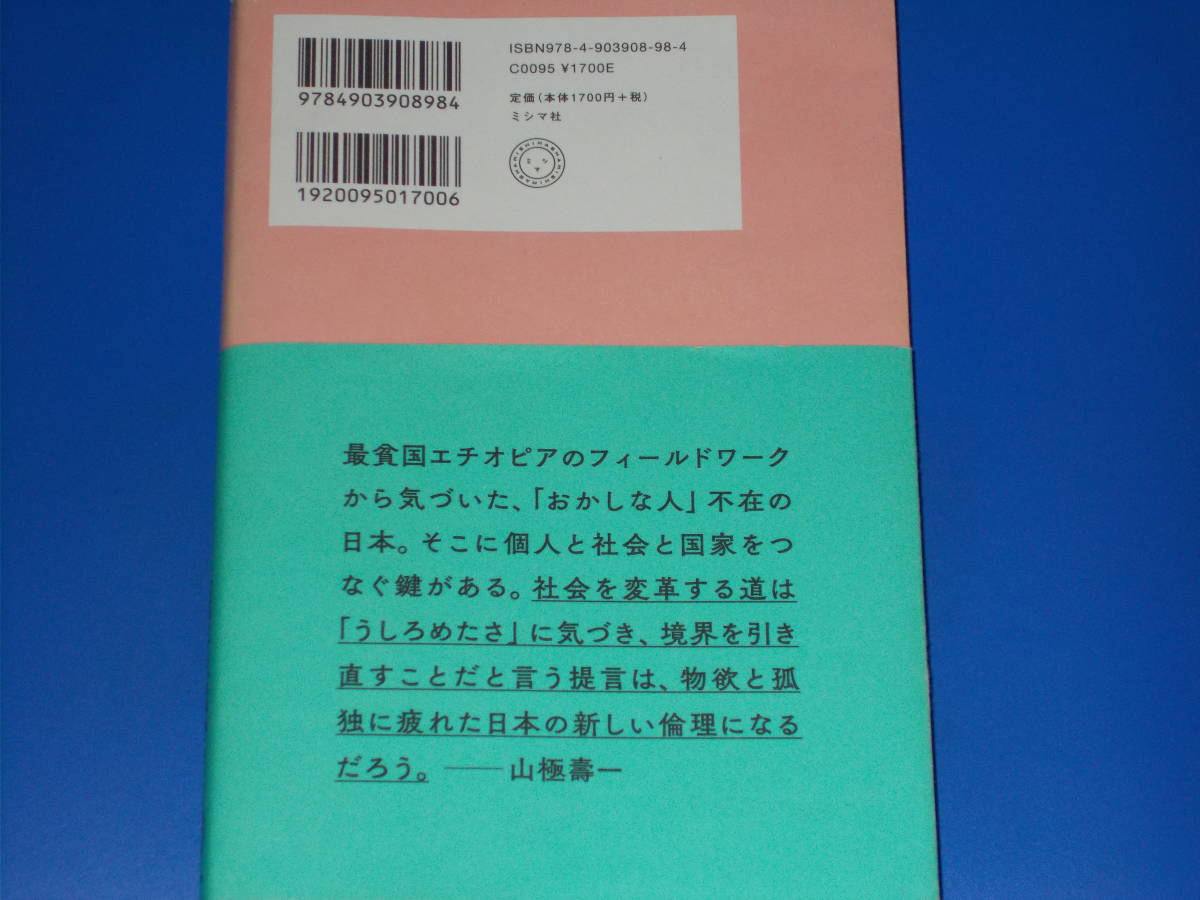 ISBN978-4-903908-98-4
C0095 ¥1700E
定価(本体1700円+税)
ミシマ社
9784903908984
1920095017006
最貧国エチオピアのフィールドワーク
から気づいた、「おかしな人」不在の
日本。そこに個人と社会と国家をつ
なぐ鍵がある。社会を変革する道は
「うしろめたさ」に気づき、境界を引き
直すことだと言う提言は、物欲と孤
独に疲れた日本の新しい倫理になる
だろう。——山極壽一